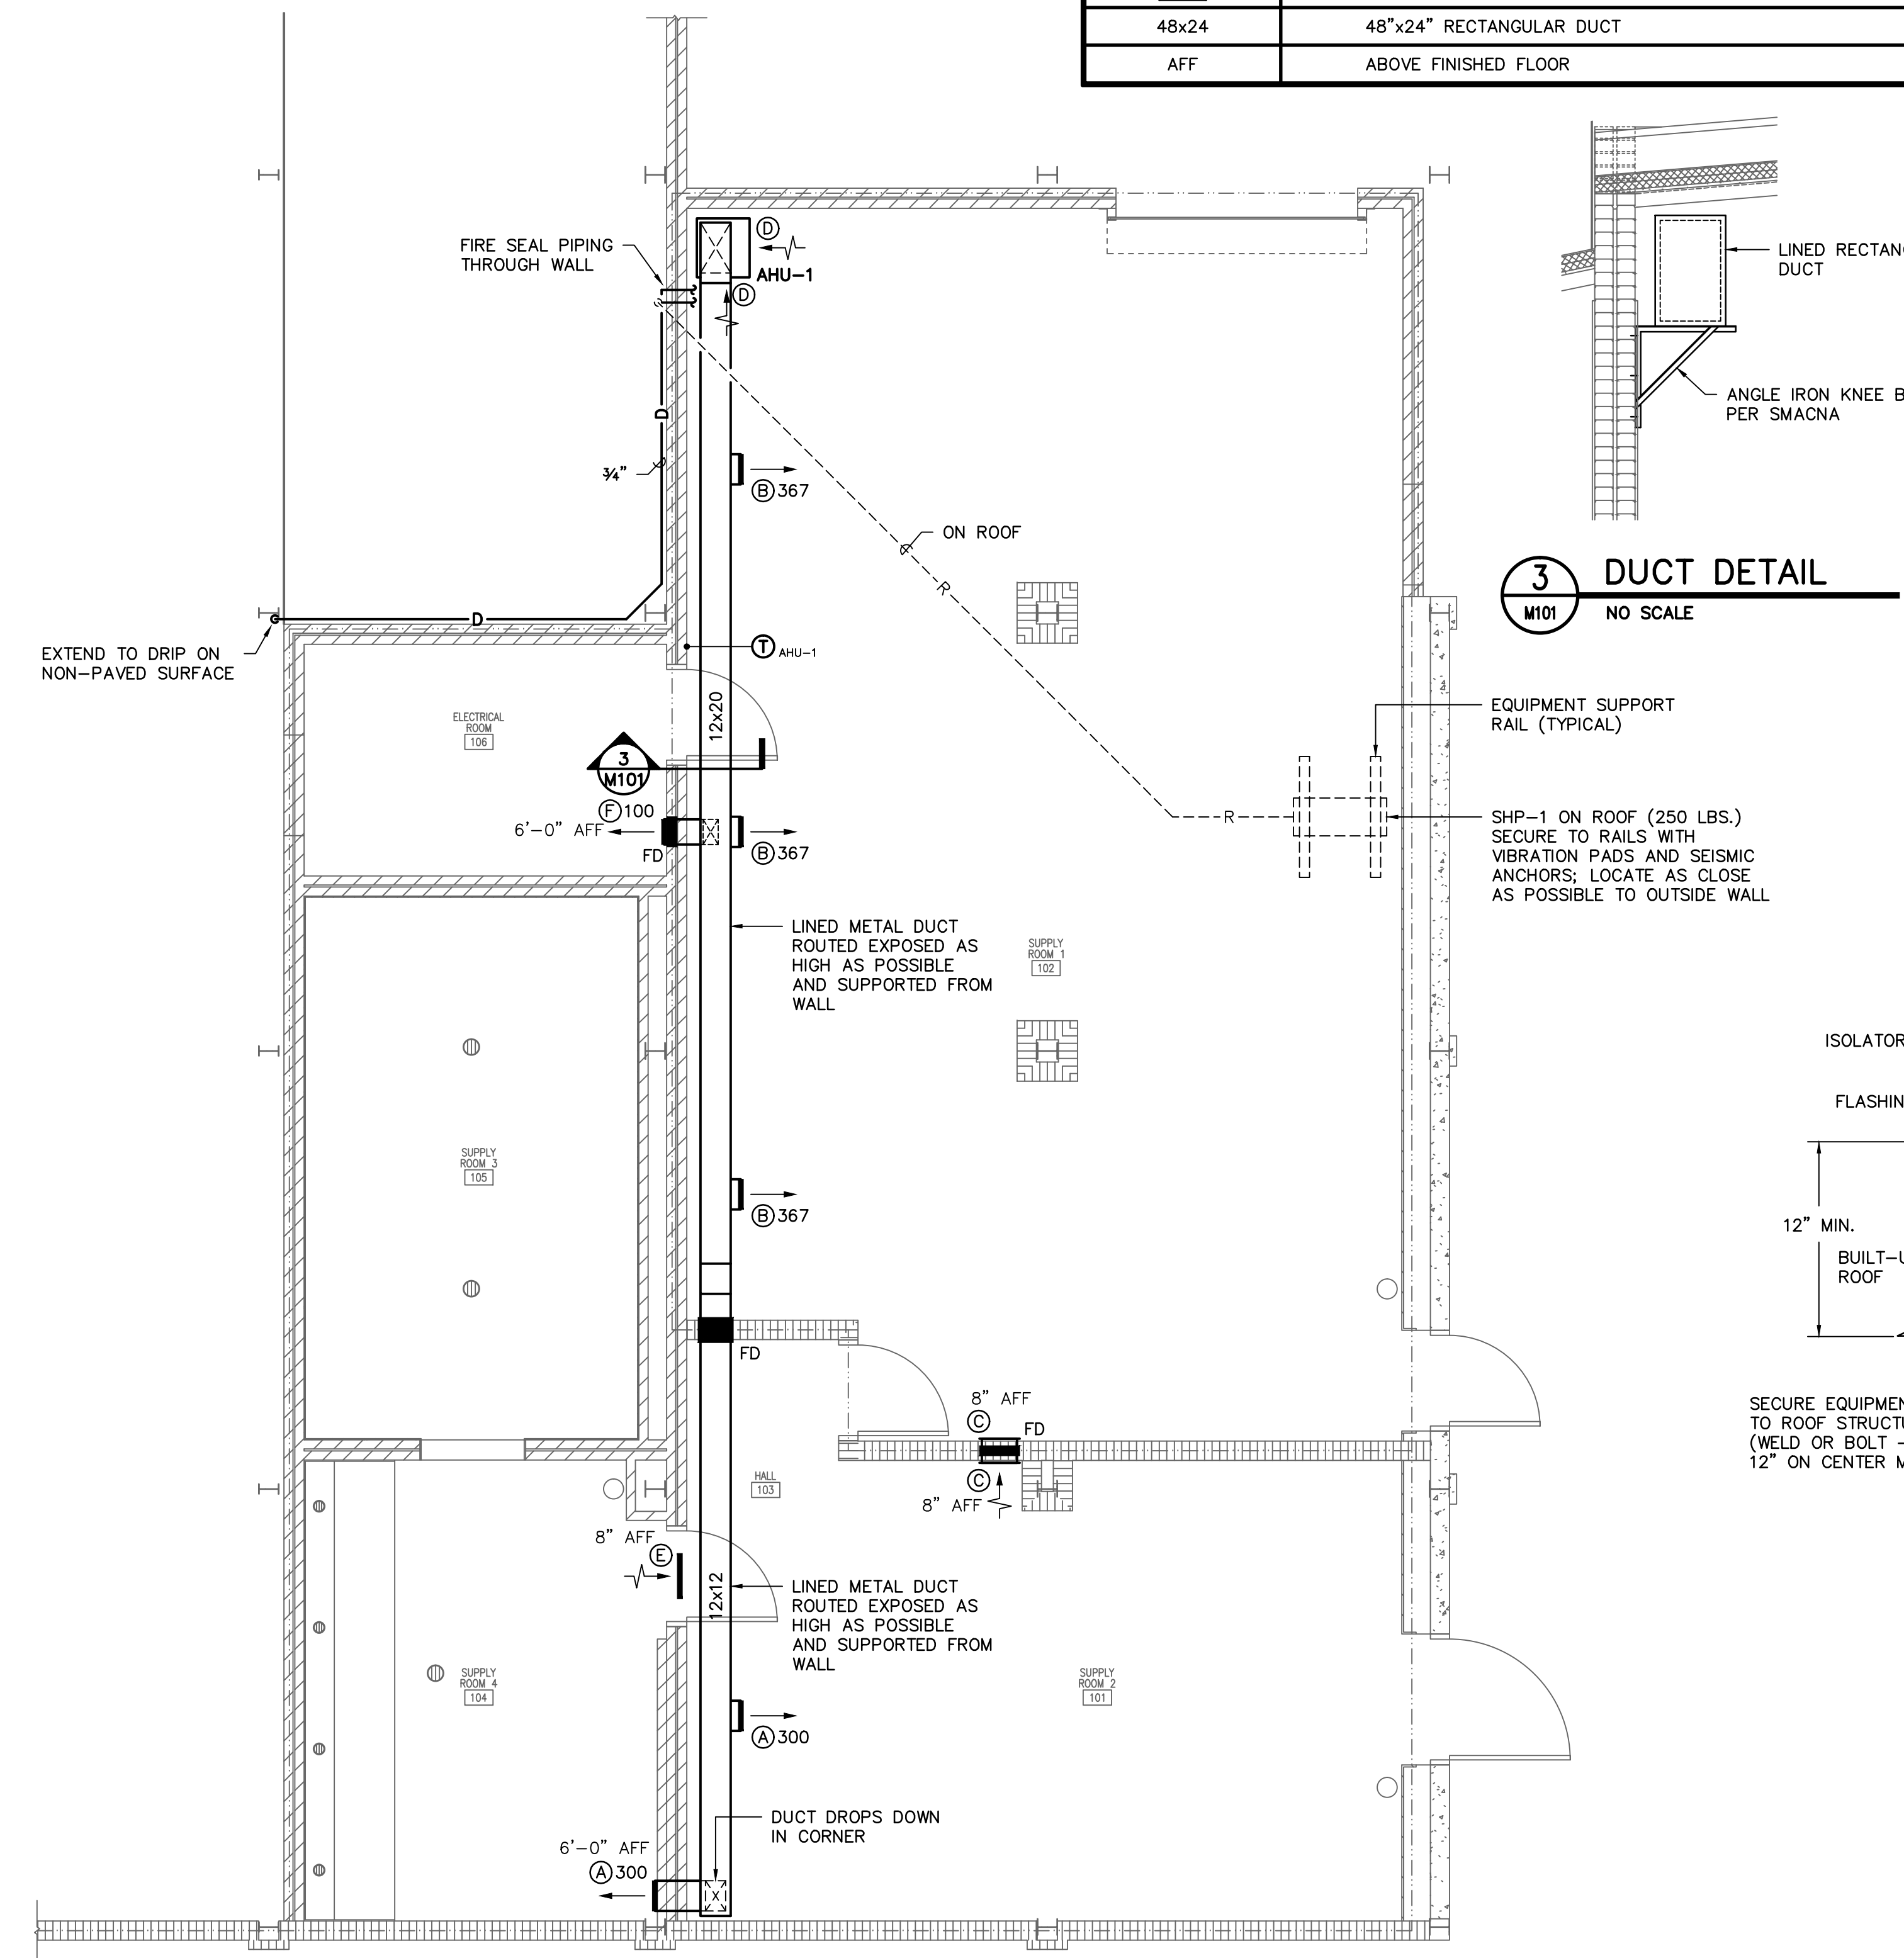 48x24
48"x24" RECTANGULAR DUCT
AFF
ABOVE FINISHED FLOOR
FIRE SEAL PIPING
THROUGH WALL
D
AHU-1
D
LINED RECTANG
DUCT
ANGLE IRON KNEE B
PER SMACNA
D
3/4"
B 367
ON ROOF
R
3
M101
DUCT DETAIL
NO SCALE
D
EXTEND TO DRIP ON
NON-PAVED SURFACE
T AHU-1
12x20
ELECTRICAL
ROOM
106
3
M101
F 100
6'-0" AFF
FD
B 367
EQUIPMENT SUPPORT
RAIL (TYPICAL)
R
SHP-1 ON ROOF (250 LBS.)
SECURE TO RAILS WITH
VIBRATION PADS AND SEISMIC
ANCHORS; LOCATE AS CLOSE
AS POSSIBLE TO OUTSIDE WALL
LINED METAL DUCT
ROUTED EXPOSED AS
HIGH AS POSSIBLE
AND SUPPORTED FROM
WALL
SUPPLY
ROOM 1
102
ISOLATOR
FLASHIN
SUPPLY
ROOM 3
105
B 367
12" MIN.
BUILT-U
ROOF
FD
8" AFF
C
FD
C
8" AFF
SECURE EQUIPMEN
TO ROOF STRUCTU
(WELD OR BOLT -
12" ON CENTER M
HALL
103
8" AFF
E
12x12
LINED METAL DUCT
ROUTED EXPOSED AS
HIGH AS POSSIBLE
AND SUPPORTED FROM
WALL
SUPPLY
ROOM 4
104
SUPPLY
ROOM 2
101
A 300
DUCT DROPS DOWN
IN CORNER
6'-0" AFF
A 300